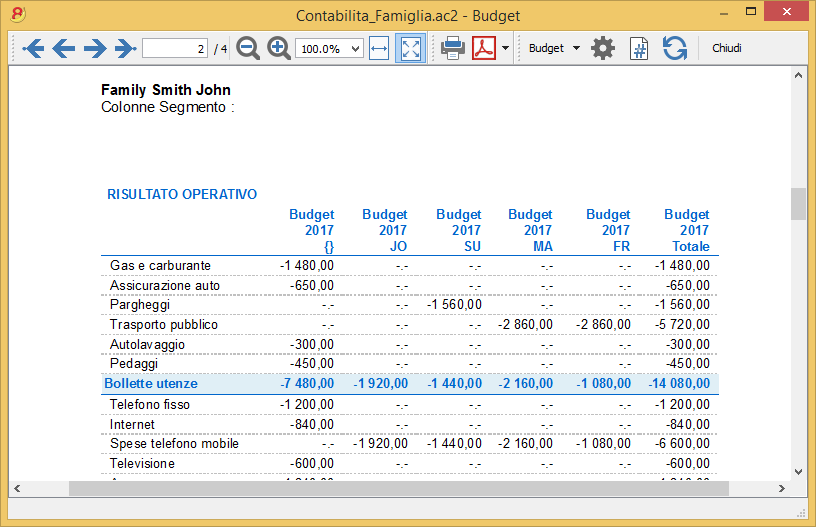 Contabilita_Famiglia.ac2 - Budget
2 / 4 100.0% Budget Chiudi
Family Smith John
Colonne Segmento :
RISULTATO OPERATIVO
Budget Budget Budget Budget Budget Budget
2017 2017 2017 2017 2017 2017
{} JO SU MA FR Totale
Gas e carburante -1 480,00 -.- -.- -.- -.- -1 480,00
Assicurazione auto -650,00 -.- -.- -.- -.- -650,00
Pargheggi -.- -.- -1 560,00 -.- -.- -1 560,00
Trasporto pubblico -.- -.- -.- -2 860,00 -2 860,00 -5 720,00
Autolavaggio -300,00 -.- -.- -.- -.- -300,00
Pedaggi -450,00 -.- -.- -.- -.- -450,00
Bollette utenze -7 480,00 -1 920,00 -1 440,00 -2 160,00 -1 080,00 -14 080,00
Telefono fisso -1 200,00 -.- -.- -.- -.- -1 200,00
Internet -840,00 -.- -.- -.- -.- -840,00
Spese telefono mobile -.- -1 920,00 -1 440,00 -2 160,00 -1 080,00 -6 600,00
Televisione -600,00 -.- -.- -.- -.- -600,00